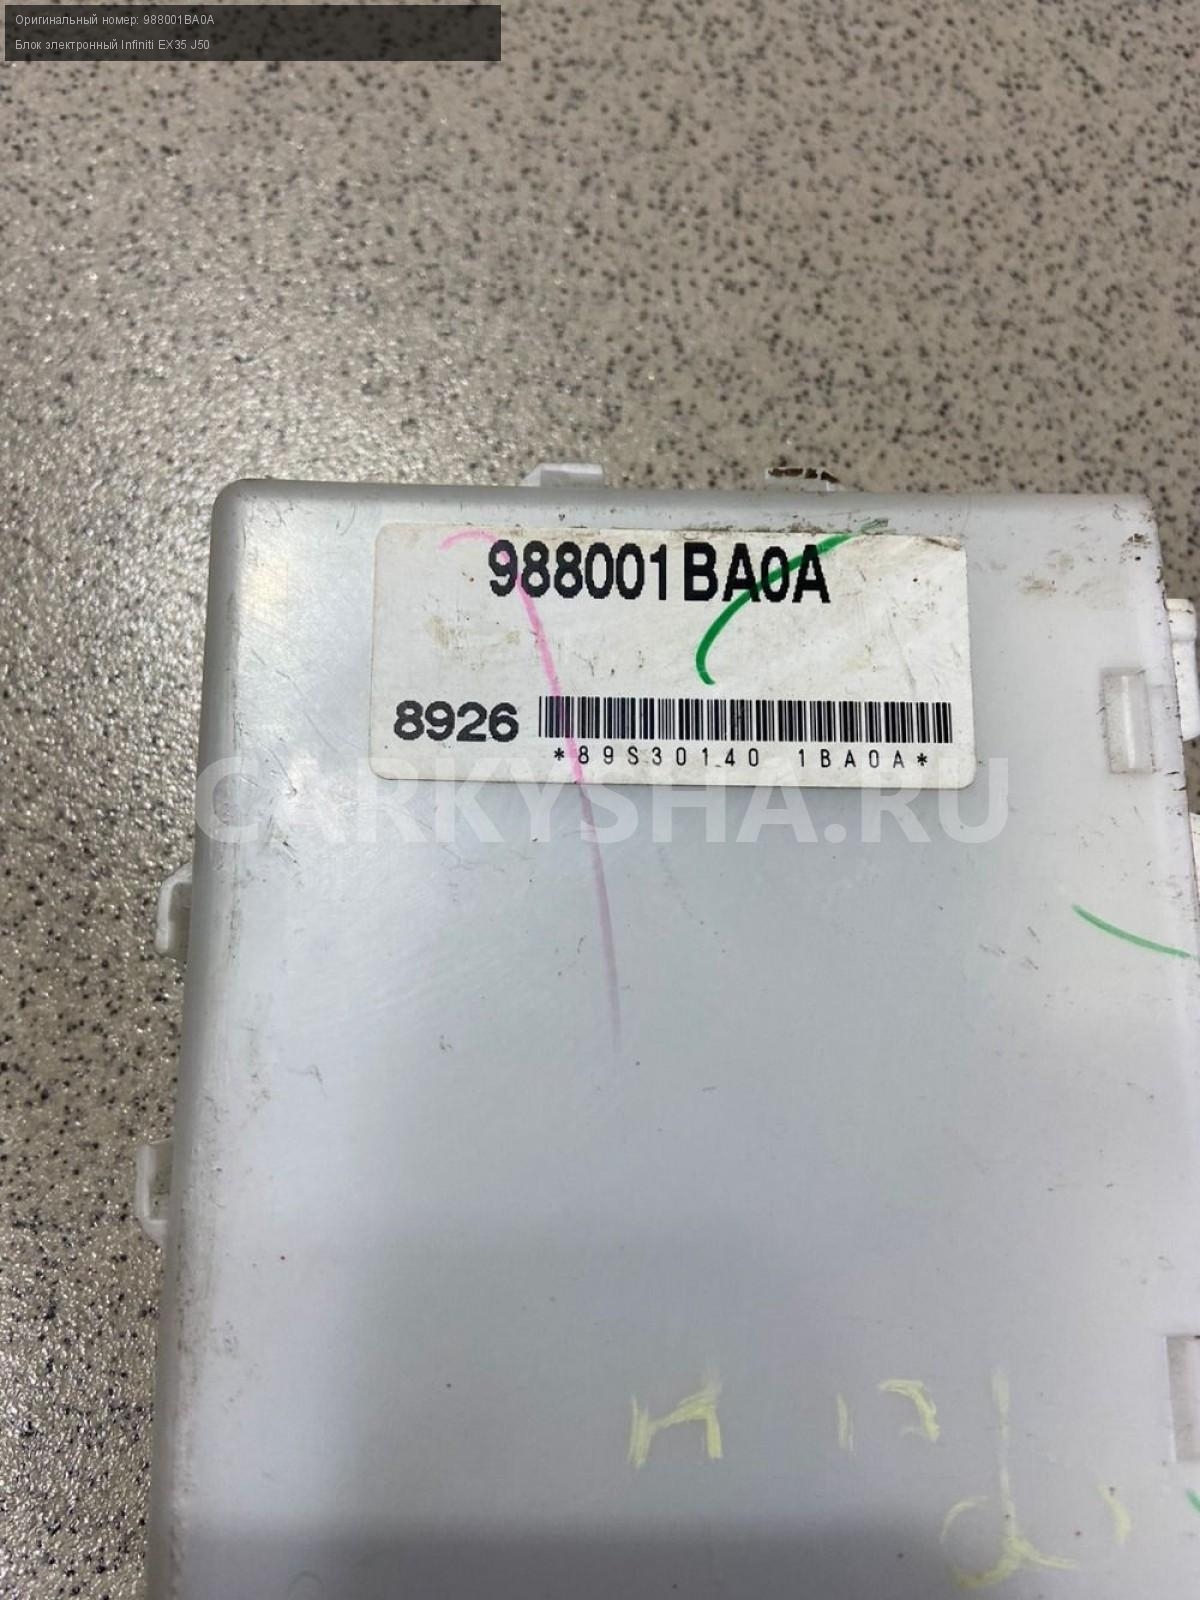 Оригинальный номер: 988001BA0A
Блок электронный Infiniti EX35 J50
988001BA0A
8926
*89S30140 1BA0A*
CARKYSHA.RU